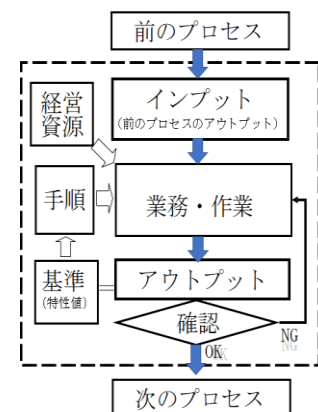 前のプロセス
経営
資源
インプット
(前のプロセスのアウトプット)
手順
業務・作業
基準
(特性値)
アウトプット
確認
NG
OK
次のプロセス